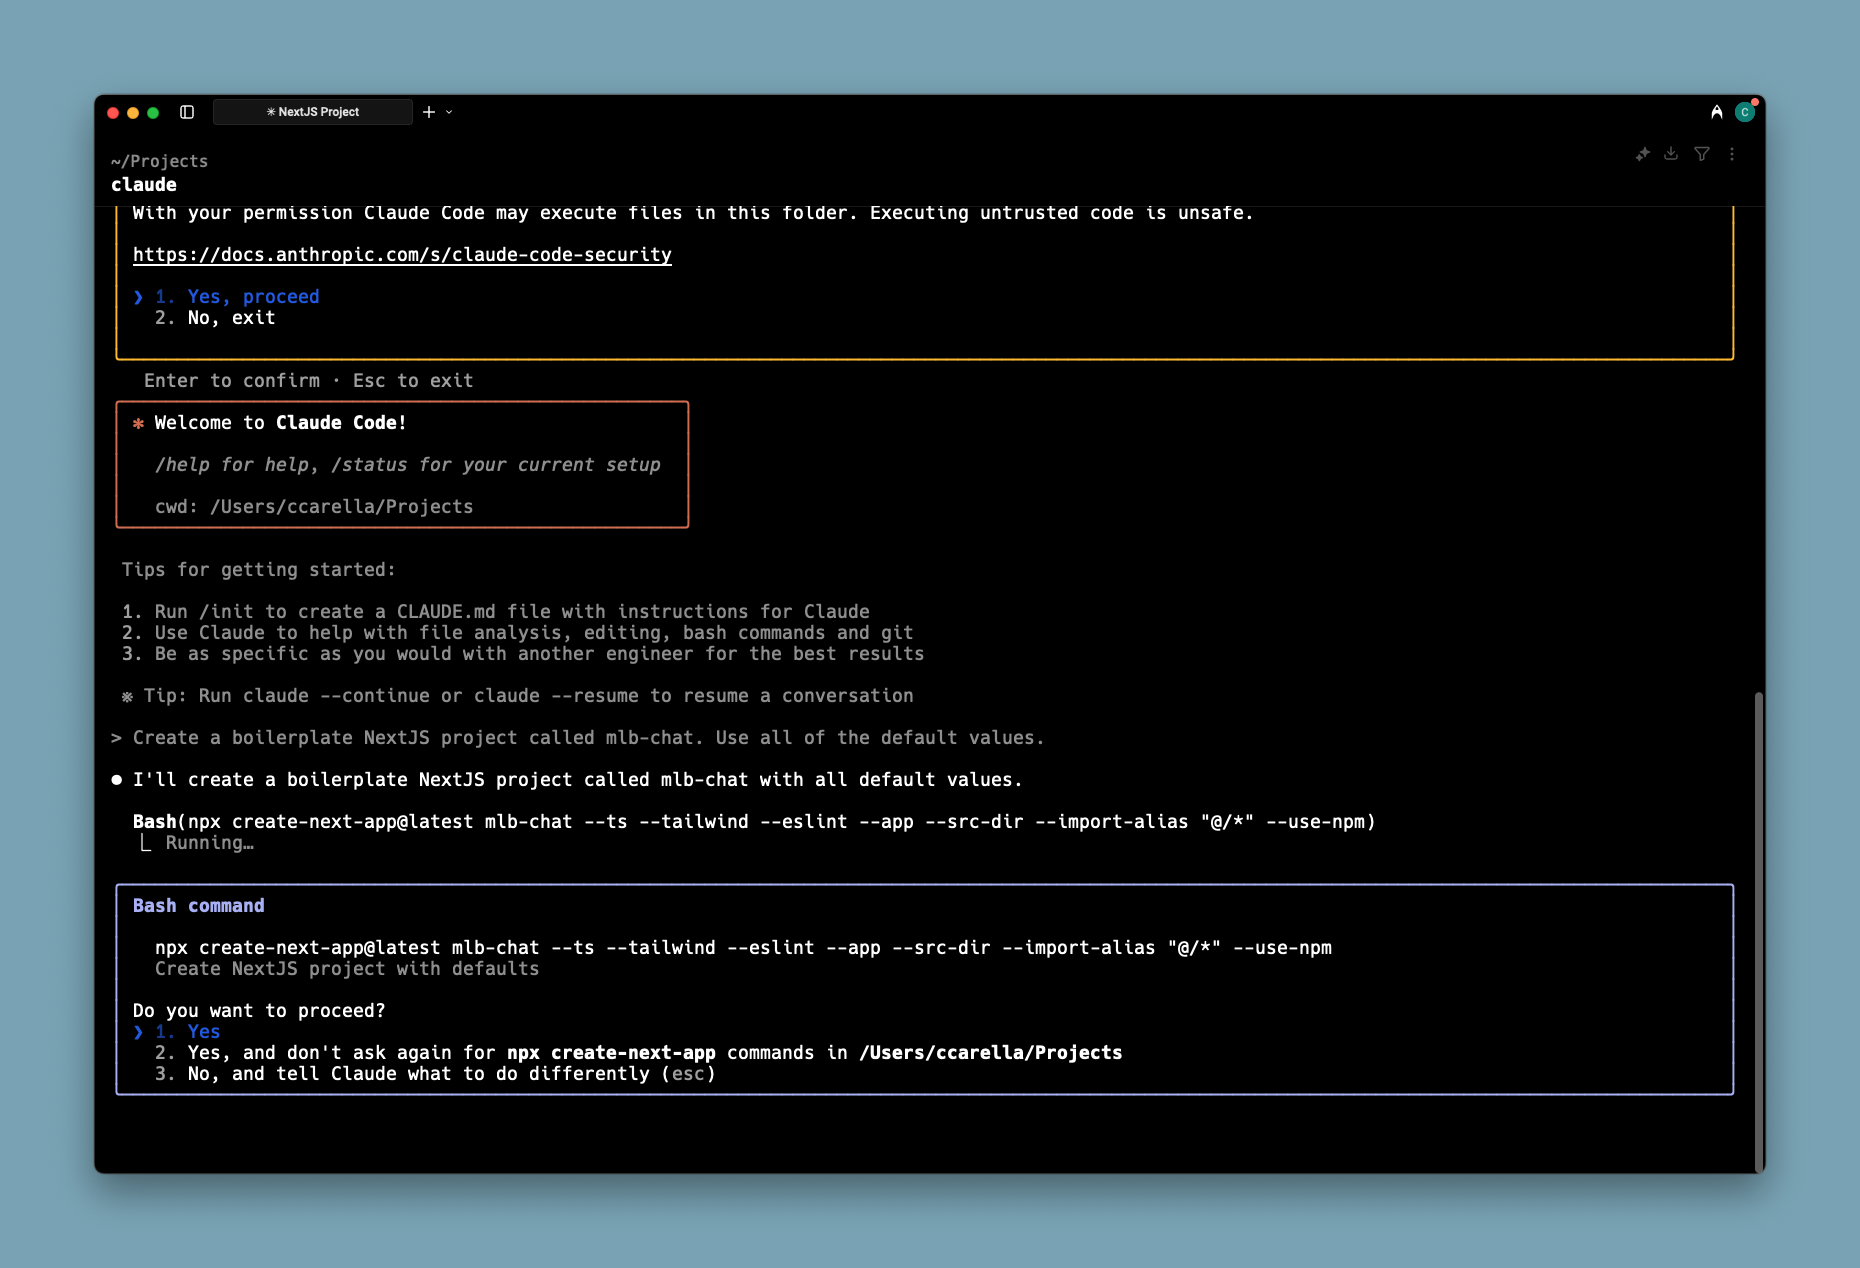 ✳ NextJS Project
C
~/Projects
claude
With your permission Claude Code may execute files in this folder. Executing untrusted code is unsafe.
https://docs.anthropic.com/s/claude-code-security
❯ 1. Yes, proceed
2. No, exit
Enter to confirm · Esc to exit
✻ Welcome to Claude Code!
/help for help, /status for your current setup
cwd: /Users/ccarella/Projects
Tips for getting started:
1. Run /init to create a CLAUDE.md file with instructions for Claude
2. Use Claude to help with file analysis, editing, bash commands and git
3. Be as specific as you would with another engineer for the best results
※ Tip: Run claude --continue or claude --resume to resume a conversation
> Create a boilerplate NextJS project called mlb-chat. Use all of the default values.
● I'll create a boilerplate NextJS project called mlb-chat with all default values.
Bash(npx create-next-app@latest mlb-chat --ts --tailwind --eslint --app --src-dir --import-alias "@/*" --use-npm)
⎿ Running…
Bash command
npx create-next-app@latest mlb-chat --ts --tailwind --eslint --app --src-dir --import-alias "@/*" --use-npm
Create NextJS project with defaults
Do you want to proceed?
❯ 1. Yes
2. Yes, and don't ask again for npx create-next-app commands in /Users/ccarella/Projects
3. No, and tell Claude what to do differently (esc)